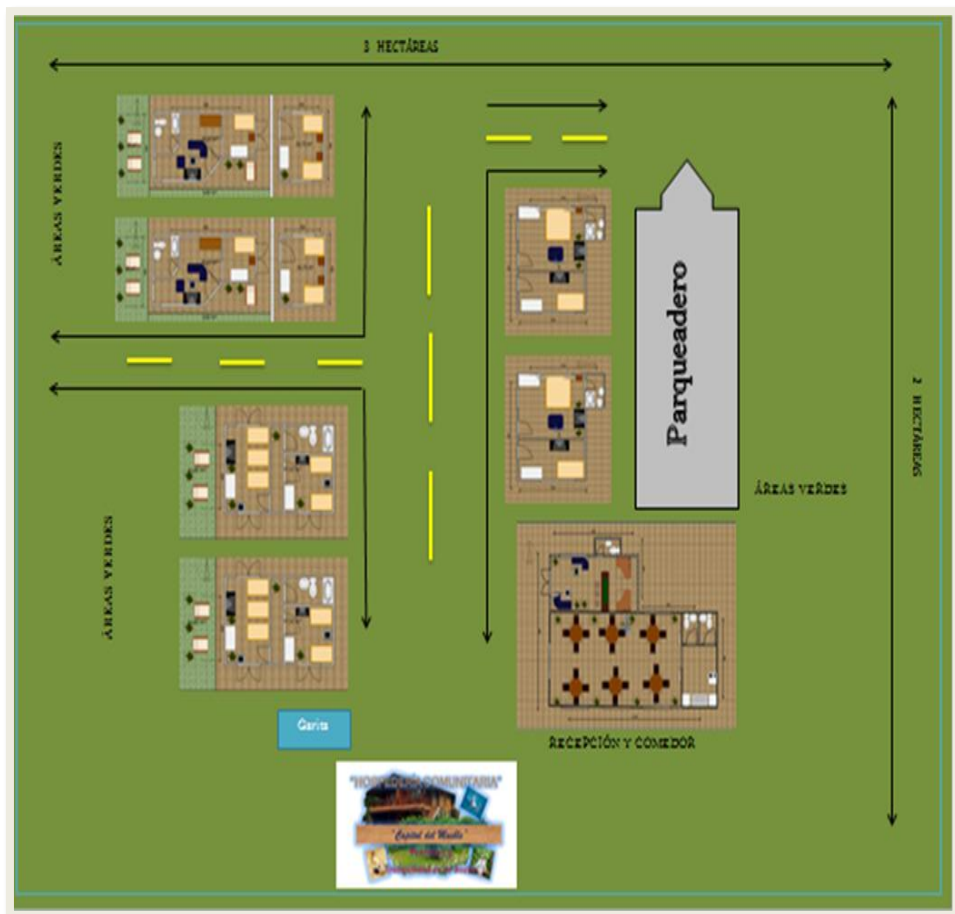 3 HECTÁREAS
ÁREAS VERDES
Parqueadero
2 HECTÁREAS
ÁREAS VERDES
ÁREAS VERDES
RECEPCIÓN Y COMEDOR
Garita
"HOSPEDERÍA COMUNITARIA"
"Capital del Mueble"